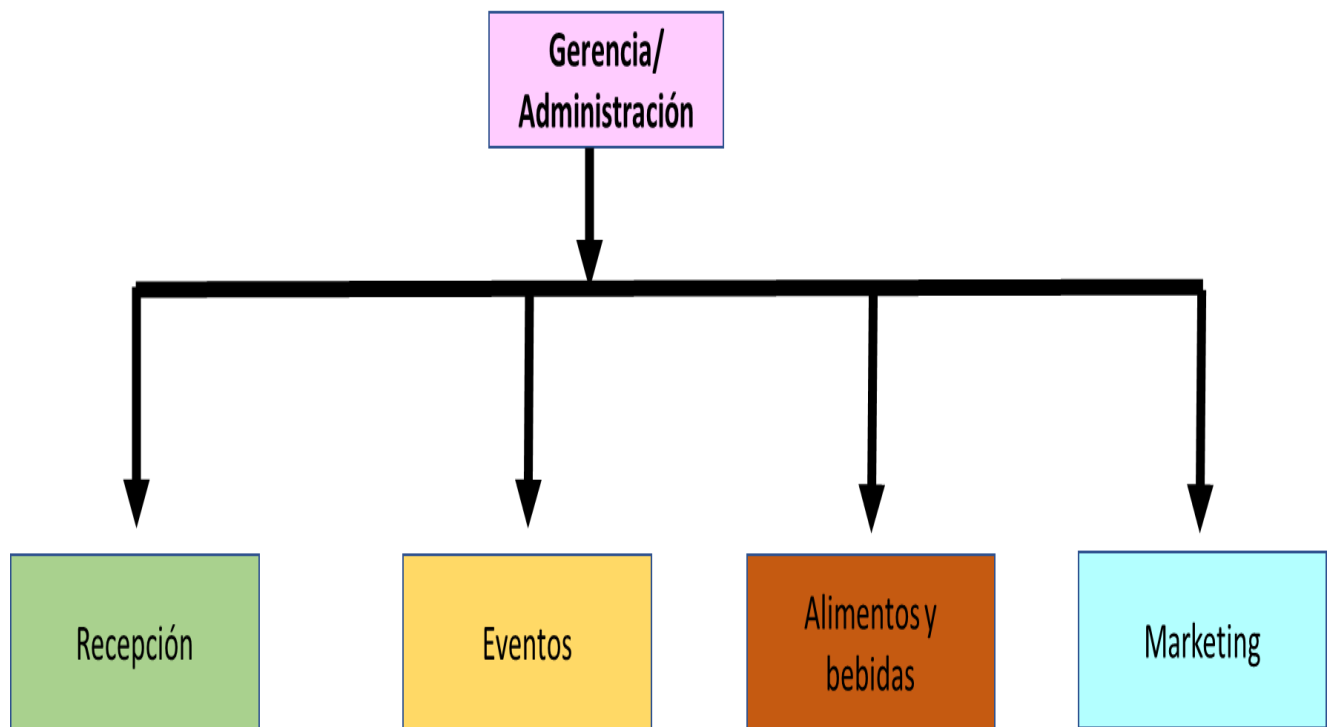 Gerencia/
Administración
Recepción
Eventos
Alimentos y
bebidas
Marketing